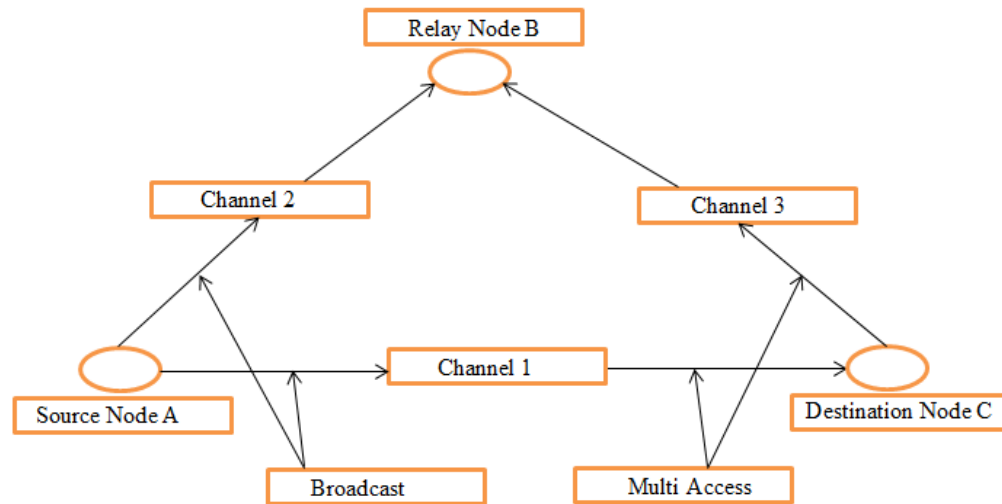 Relay Node B
Channel 2
Channel 3
Channel 1
Source Node A
Destination Node C
Broadcast
Multi Access